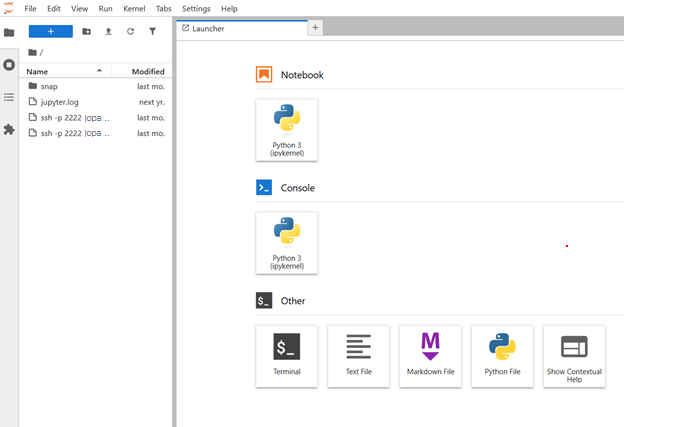 File Edit View Run Kernel Tabs Settings Help
Launcher
/
Name Modified
snap last mo.
jupyter.log next yr.
ssh -p 2222 .. last mo.
ssh -p 2222 .. last mo.
Notebook
Python 3
(ipykernel)
Console
Python 3
(ipykernel)
Other
$_ Terminal
Text File
M Markdown File
Python File
Show Contextual
Help